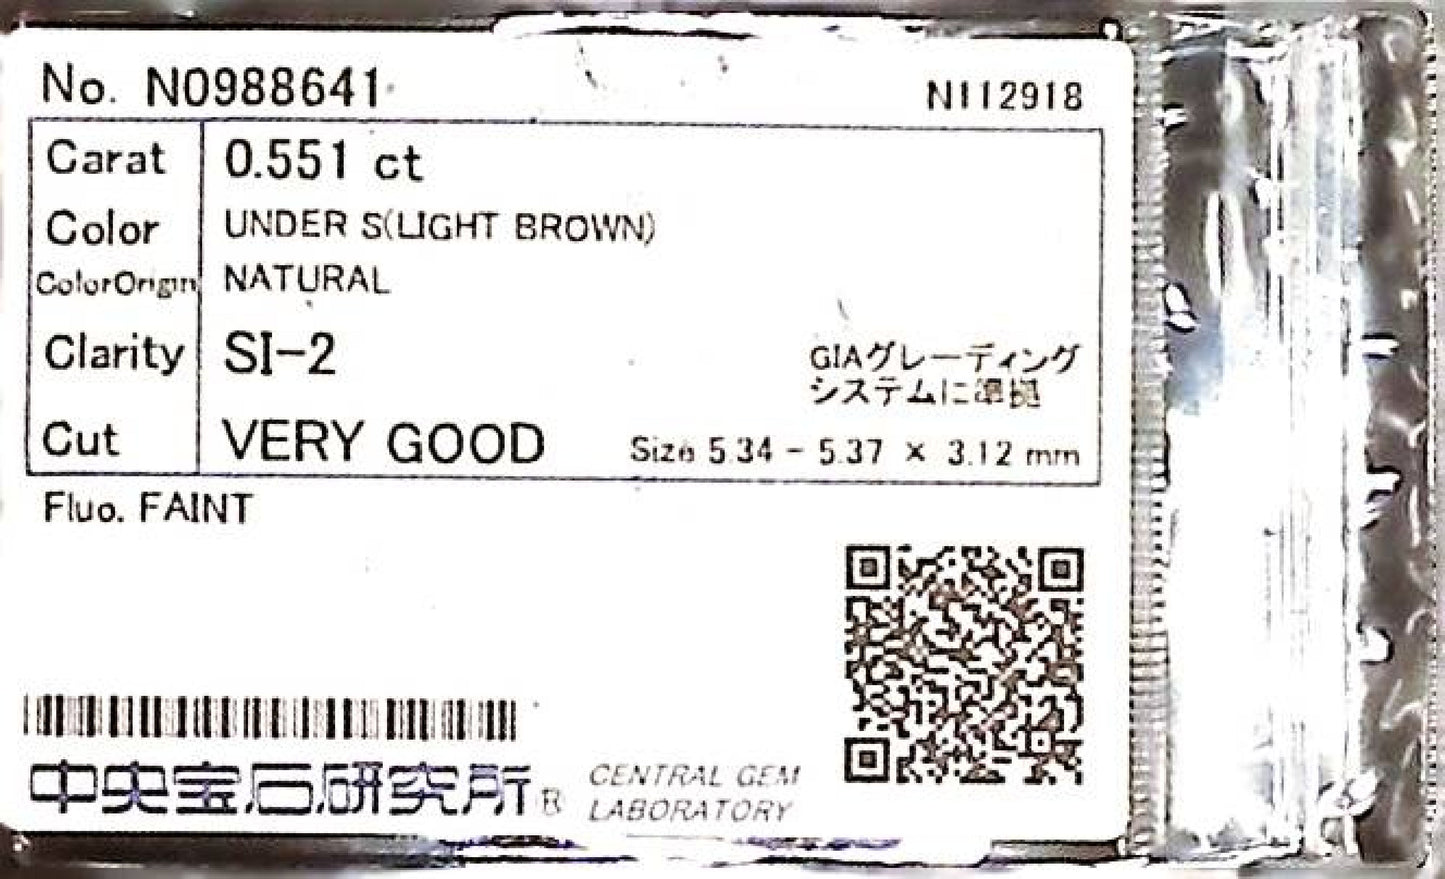 No. N0988641
N112918
Carat 0.551 ct
Color UNDER S(LIGHT BROWN)
ColorOrigin NATURAL
Clarity SI-2
GIAグレーディング
システムに準拠
Cut VERY GOOD Size 5.34 - 5.37 × 3.12 mm
Fluo. FAINT
中央宝石研究所® CENTRAL GEM
LABORATORY